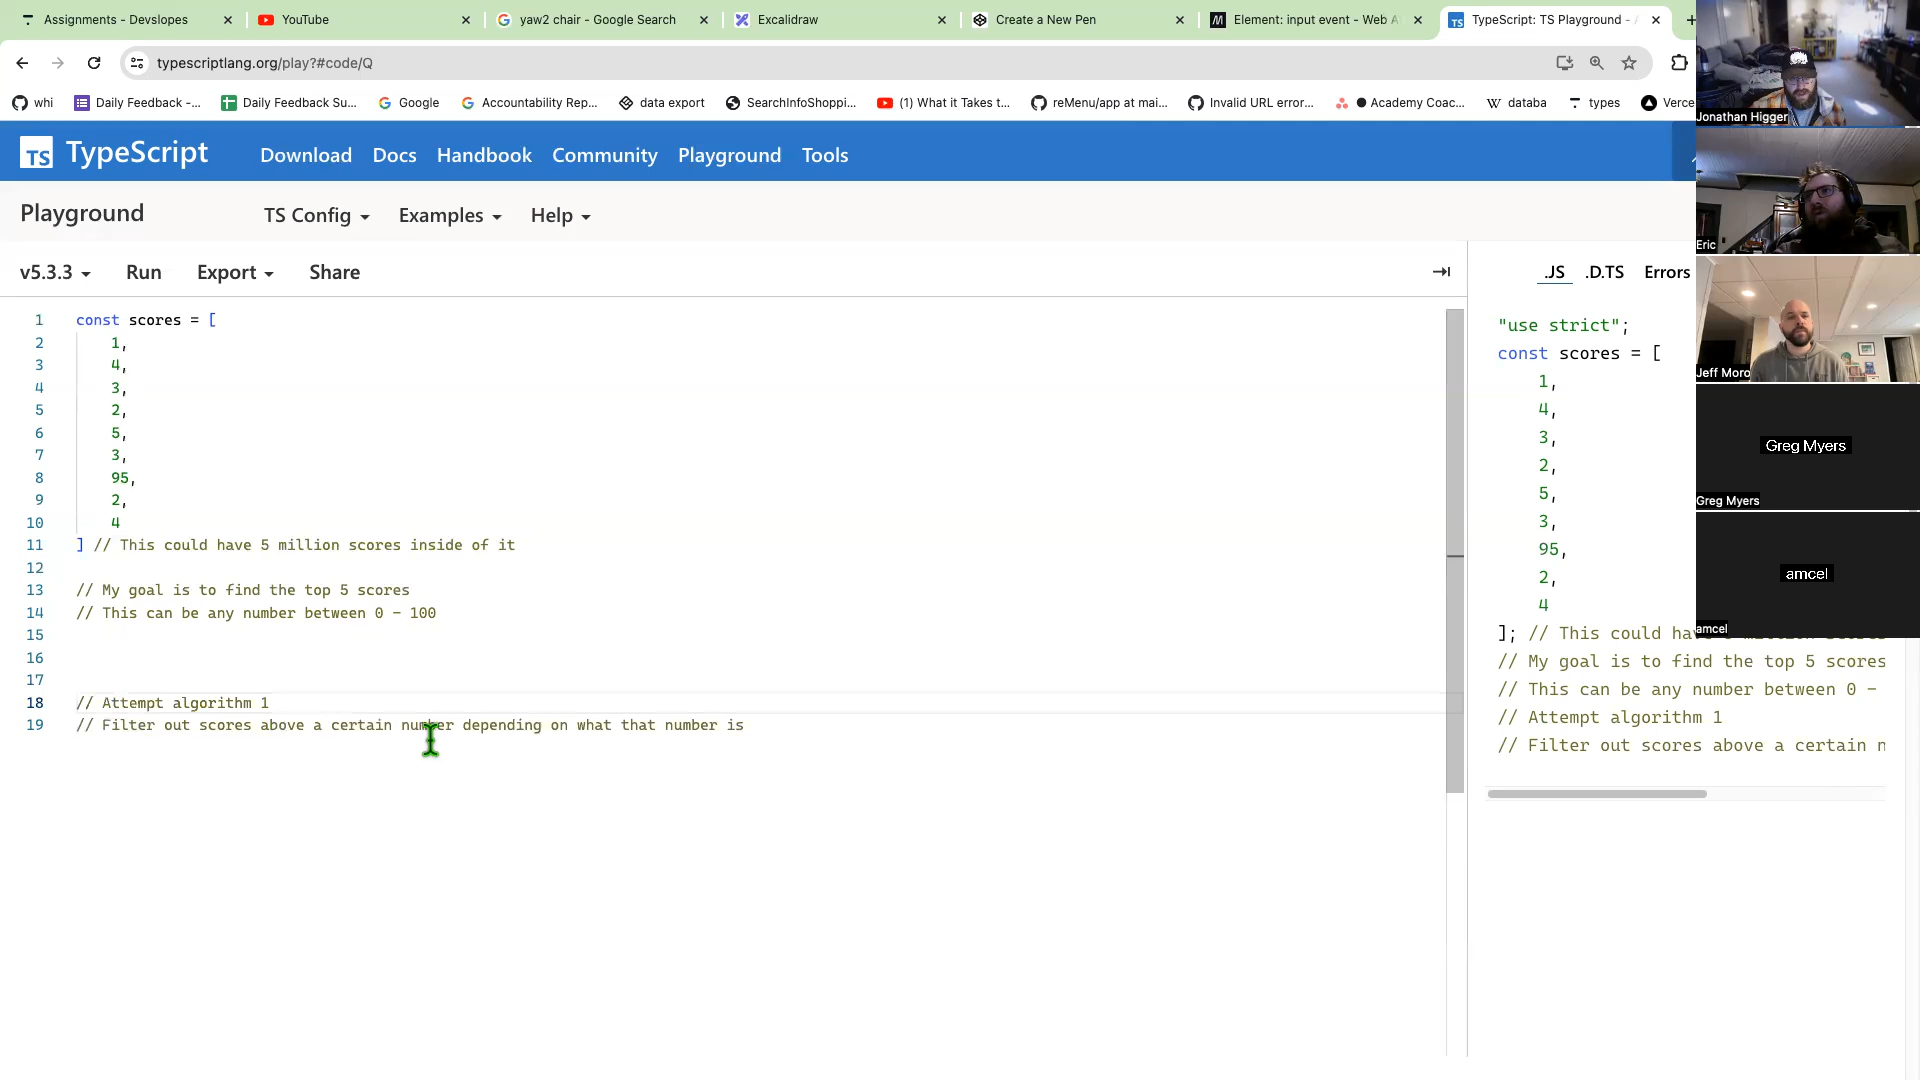 Assignments - Devslopes
YouTube
yaw2 chair - Google Search
Excalidraw
Create a New Pen
Element: input event - Web A
TypeScript: TS Playground -
typescriptlang.org/play?#code/Q
whi
Daily Feedback -...
Daily Feedback Su...
Google
Accountability Rep...
data export
SearchInfoShoppi...
(1) What it Takes t...
reMenu/app at mai...
Invalid URL error...
Academy Coac...
databa
types
Verce
TS TypeScript
Download
Docs
Handbook
Community
Playground
Tools
Playground
TS Config
Examples
Help
v5.3.3
Run
Export
Share
1 const scores = [
2 1,
3 4,
4 3,
5 2,
6 5,
7 3,
8 95,
9 2,
10 4
11 ] // This could have 5 million scores inside of it
12
13 // My goal is to find the top 5 scores
14 // This can be any number between 0 - 100
15
16
17
18 // Attempt algorithm 1
19 // Filter out scores above a certain number depending on what that number is
.JS
.D.TS
Errors
"use strict";
const scores = [
1,
4,
3,
2,
5,
3,
95,
2,
4
]; // This could ha
// My goal is to find the top 5 scores
// This can be any number between 0 -
// Attempt algorithm 1
// Filter out scores above a certain n
Jonathan Higger
Eric
Jeff Moro
Greg Myers
Greg Myers
amcel
amcel